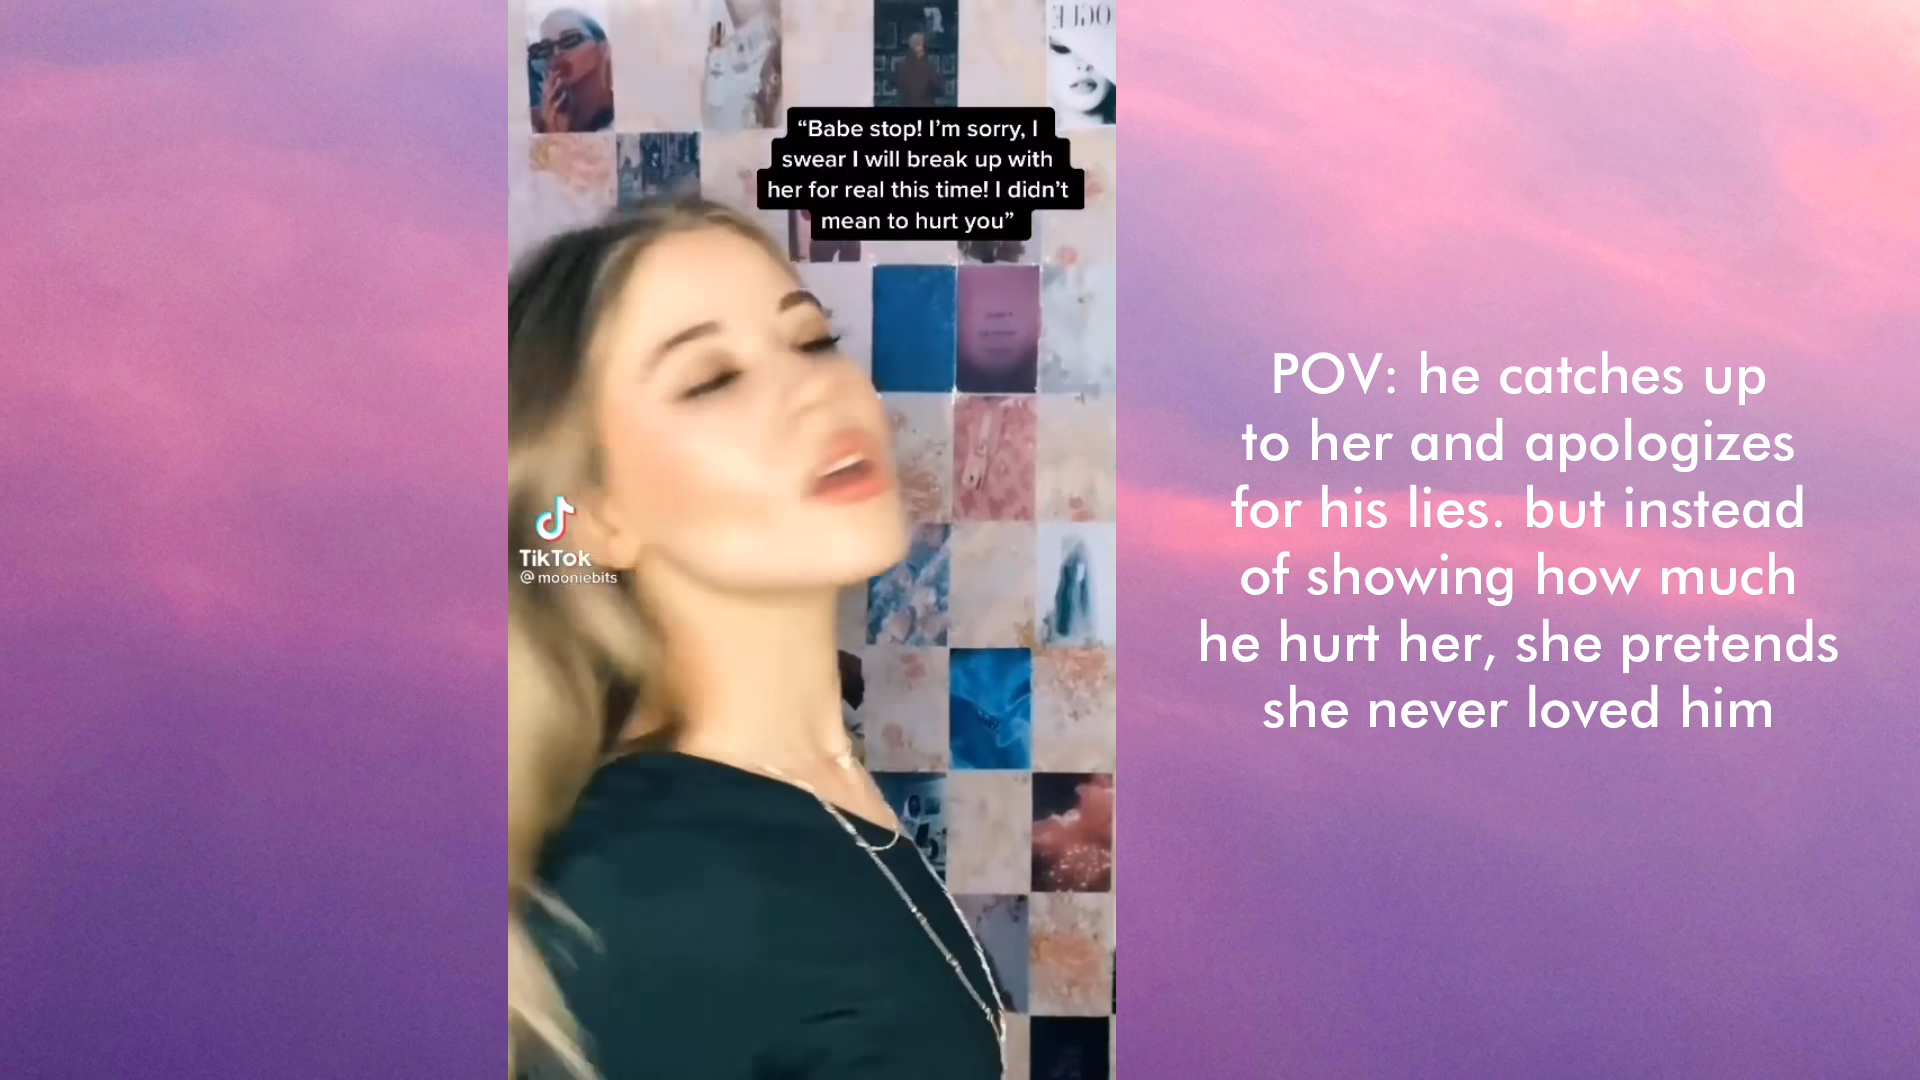 “Babe stop! I’m sorry, I
swear I will break up with
her for real this time! I didn’t
mean to hurt you”
TikTok
@mooniebits
POV: he catches up
to her and apologizes
for his lies. but instead
of showing how much
he hurt her, she pretends
she never loved him